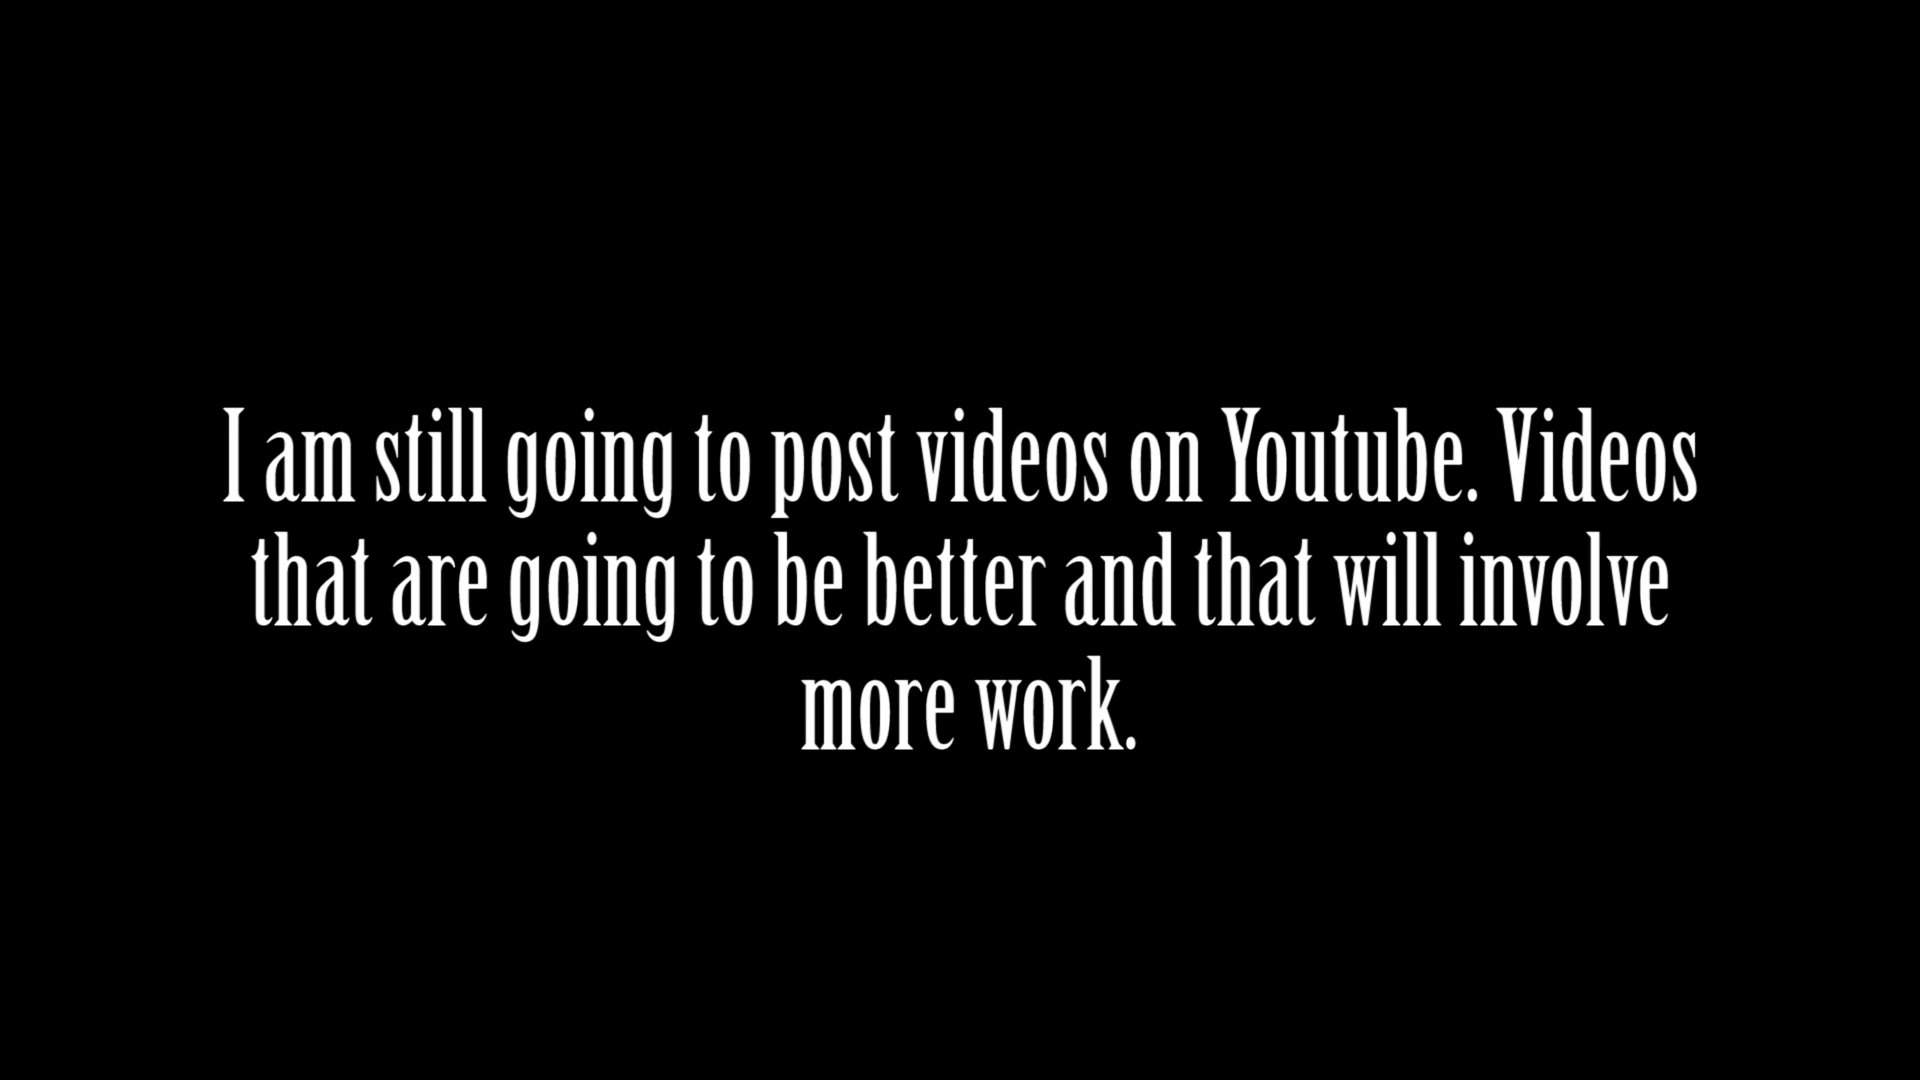 I am still going to post videos on Youtube. Videos
that are going to be better and that will involve
more work.